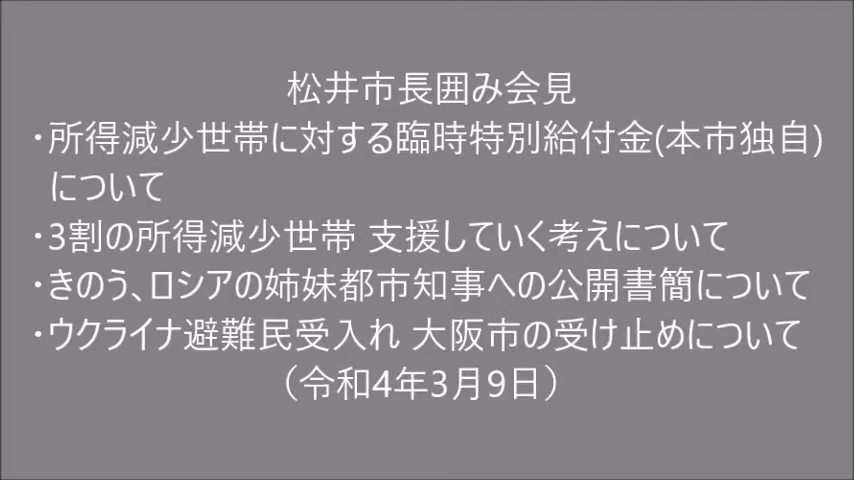 松井市長囲み会見
・所得減少世帯に対する臨時特別給付金(本市独自)
について
・3割の所得減少世帯 支援していく考えについて
・きのう、ロシアの姉妹都市知事への公開書簡について
・ウクライナ避難民受入れ 大阪市の受け止めについて
（令和4年3月9日）